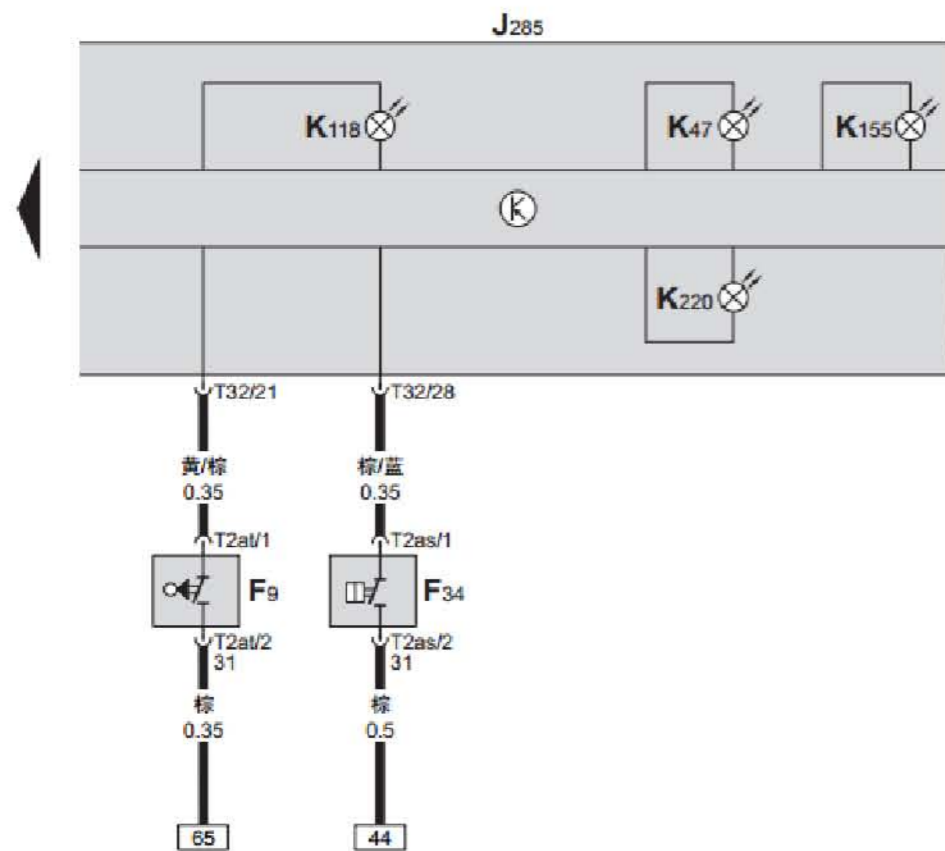 J285
K118
K47
K155
K220
T32/21
T32/28
黄/棕
0.35
棕/蓝
0.35
T2at/1
T2as/1
F9
F34
T2at/2
31
T2as/2
31
棕
0.35
棕
0.5
65
44